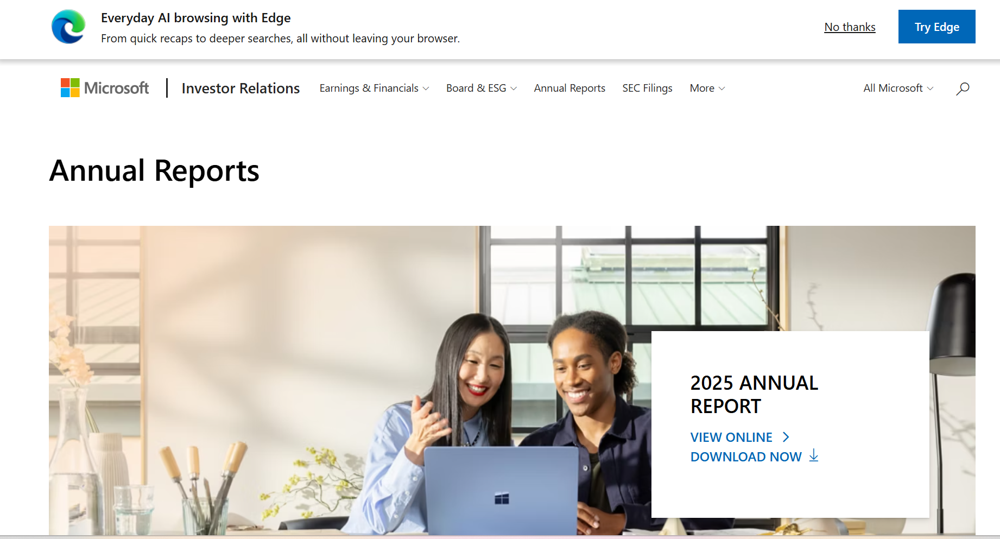 Everyday AI browsing with Edge
From quick recaps to deeper searches, all without leaving your browser.
No thanks
Try Edge
Microsoft
Investor Relations
Earnings & Financials
Board & ESG
Annual Reports
SEC Filings
More
All Microsoft
Annual Reports
2025 ANNUAL
REPORT
VIEW ONLINE
DOWNLOAD NOW